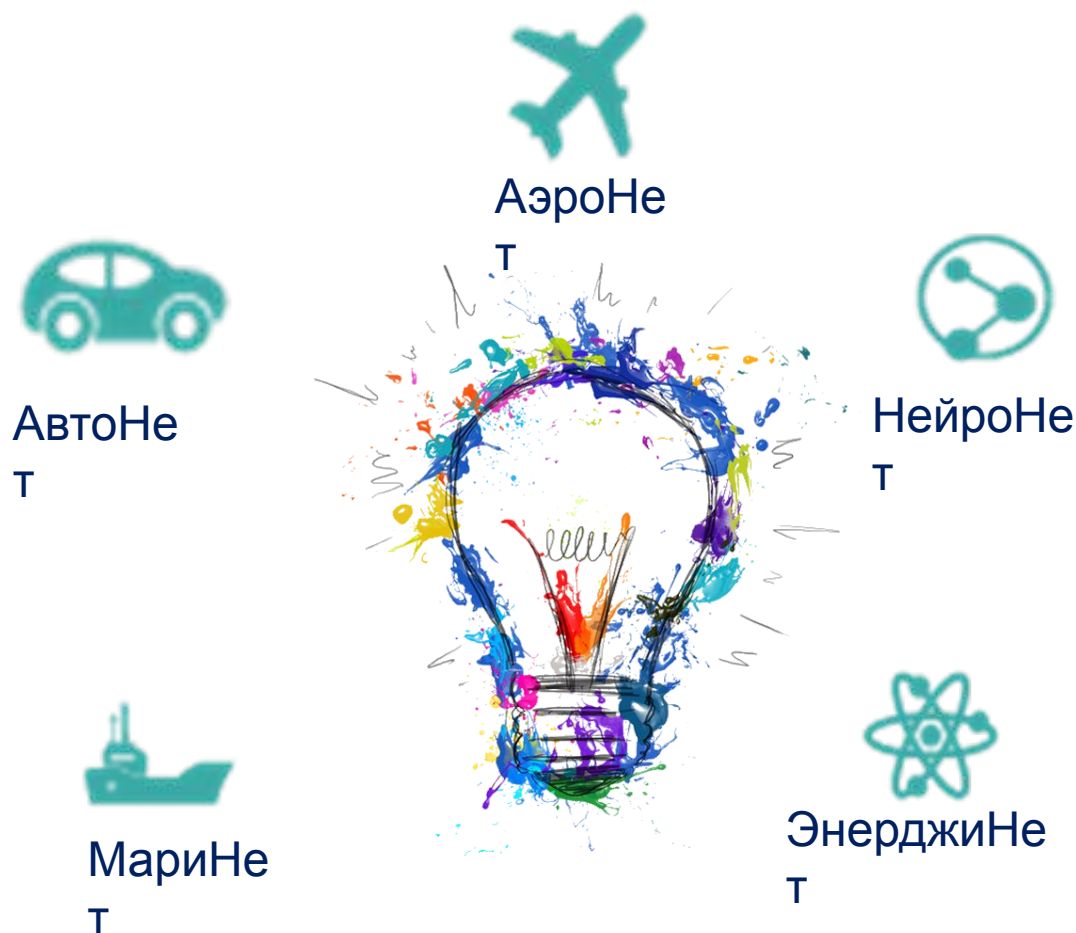 АэроНе
т
АвтоНе
т
НейроНе
т
МариНе
т
ЭнерджиНе
т